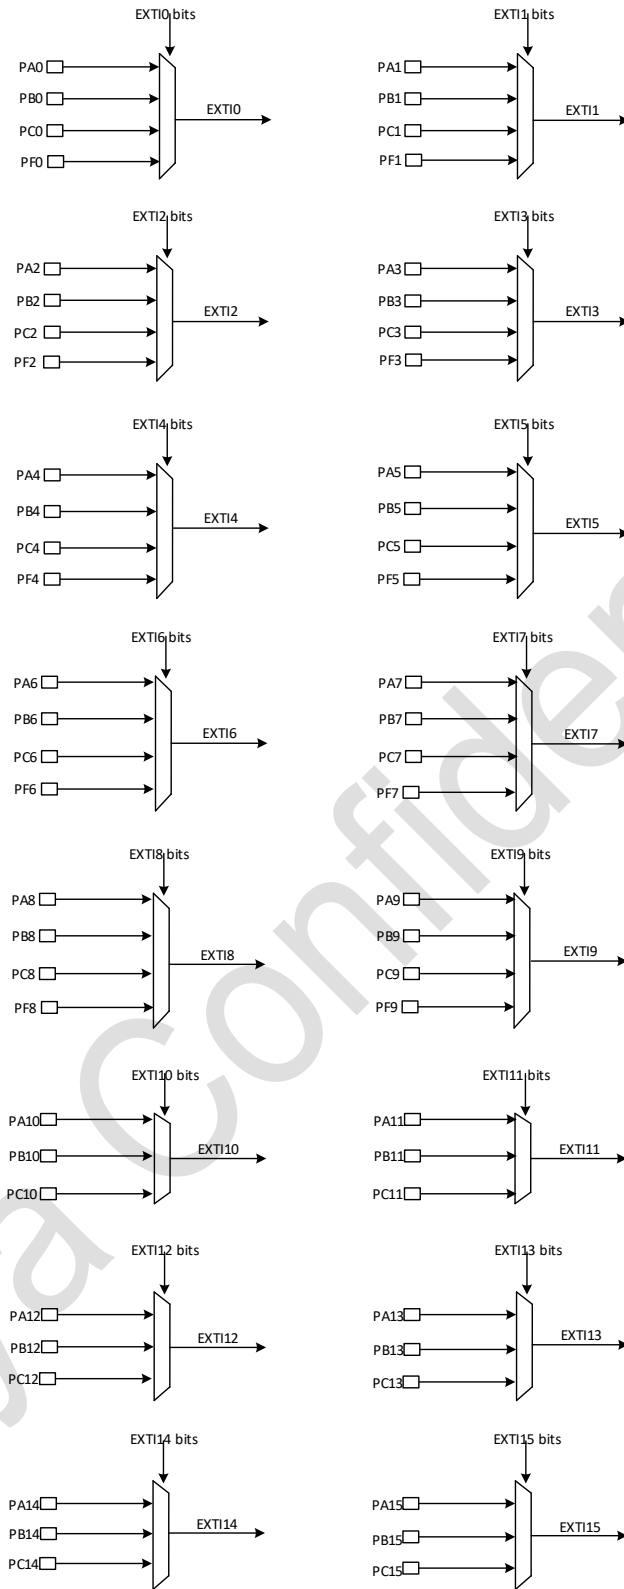 EXTI0 bits
PA0
PB0
PC0
PF0
EXTI0
EXTI1 bits
PA1
PB1
PC1
PF1
EXTI1
EXTI2 bits
PA2
PB2
PC2
PF2
EXTI2
EXTI3 bits
PA3
PB3
PC3
PF3
EXTI3
EXTI4 bits
PA4
PB4
PC4
PF4
EXTI4
EXTI5 bits
PA5
PB5
PC5
PF5
EXTI5
EXTI6 bits
PA6
PB6
PC6
PF6
EXTI6
EXTI7 bits
PA7
PB7
PC7
PF7
EXTI7
EXTI8 bits
PA8
PB8
PC8
PF8
EXTI8
EXTI9 bits
PA9
PB9
PC9
PF9
EXTI9
EXTI10 bits
PA10
PB10
PC10
EXTI10
EXTI11 bits
PA11
PB11
PC11
EXTI11
EXTI12 bits
PA12
PB12
PC12
EXTI12
EXTI13 bits
PA13
PB13
PC13
EXTI13
EXTI14 bits
PA14
PB14
PC14
EXTI14
EXTI15 bits
PA15
PB15
PC15
EXTI15